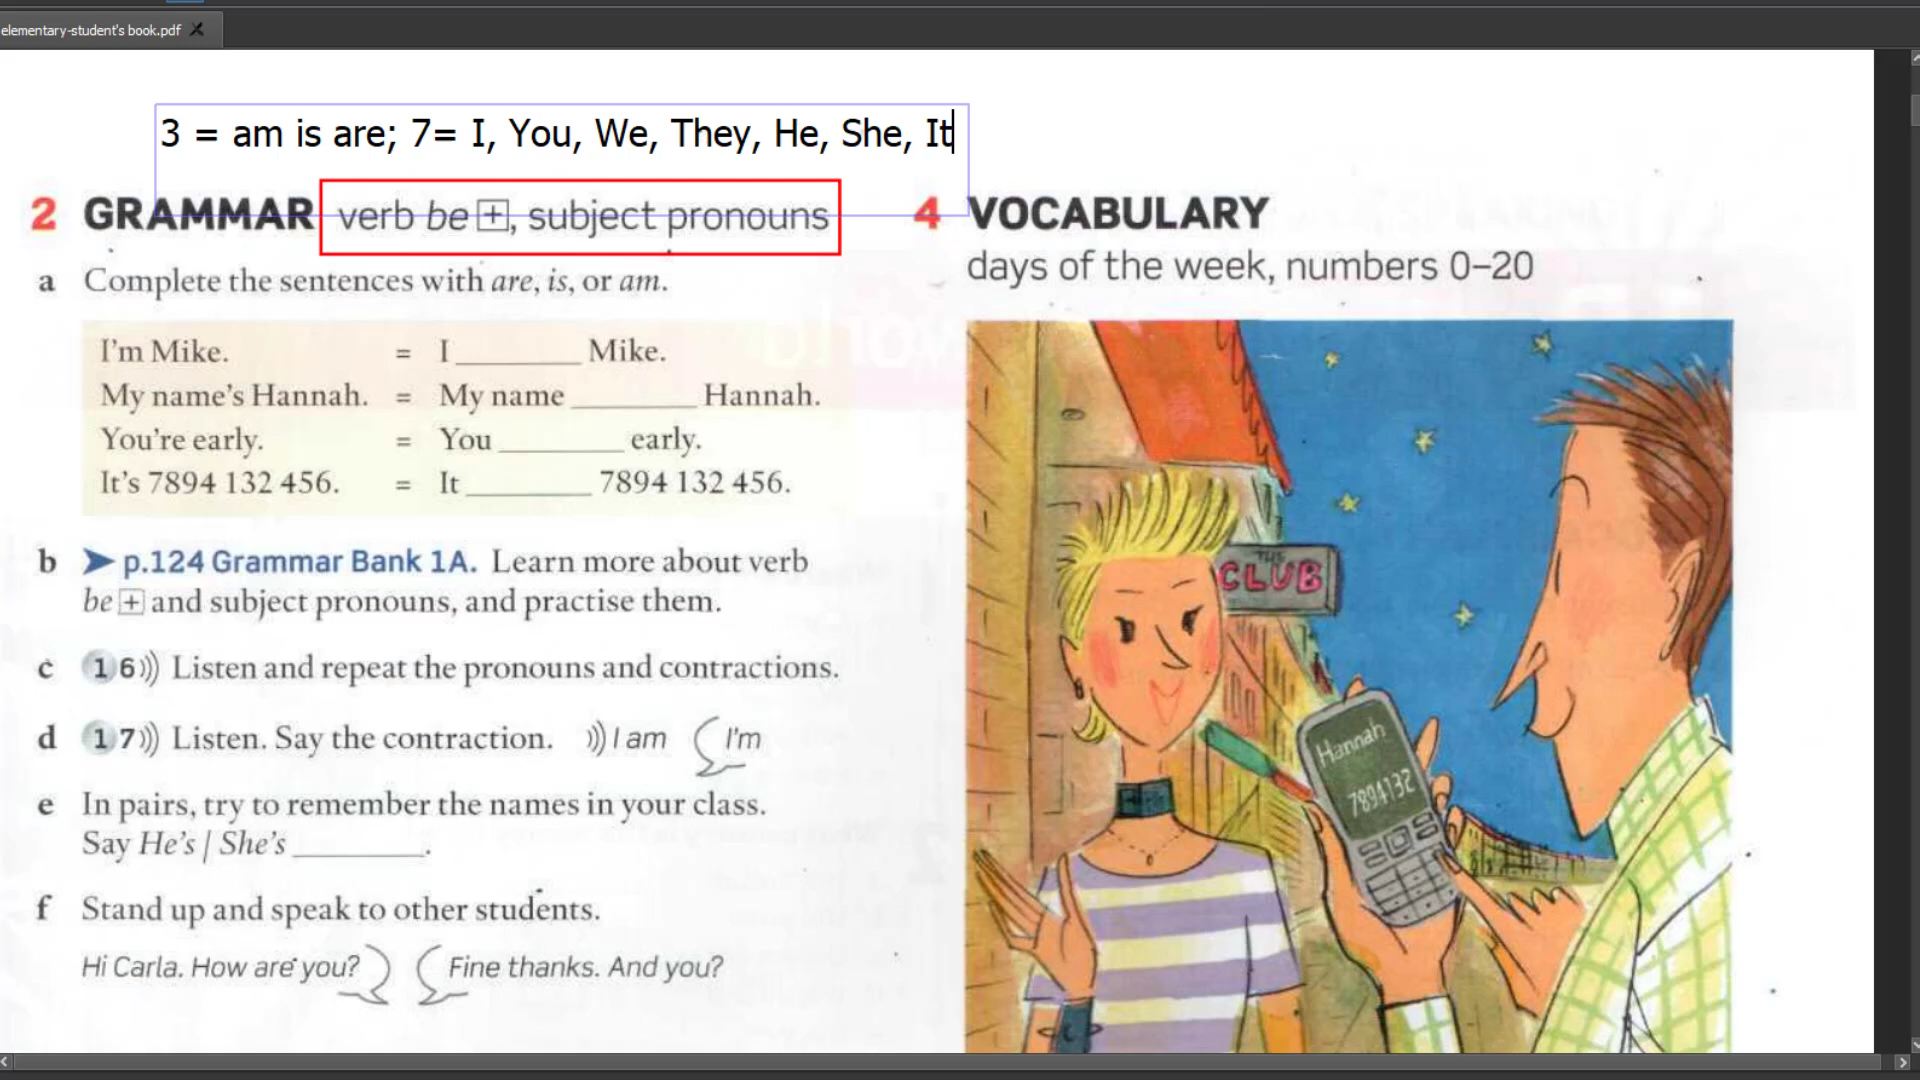 elementary-student's book.pdf X
3 = am is are; 7= I, You, We, They, He, She, It
2 GRAMMAR verb be +, subject pronouns
a Complete the sentences with are, is, or am.
I'm Mike. = I ________ Mike.
My name's Hannah. = My name ________ Hannah.
You're early. = You ________ early.
It's 7894 132 456. = It ________ 7894 132 456.
b ➤ p.124 Grammar Bank 1A. Learn more about verb
be + and subject pronouns, and practise them.
c 1 6))) Listen and repeat the pronouns and contractions.
d 1 7))) Listen. Say the contraction. ))) I am I'm
e In pairs, try to remember the names in your class.
Say He's / She's ________.
f Stand up and speak to other students.
Hi Carla. How are you? Fine thanks. And you?
4 VOCABULARY
days of the week, numbers 0–20
THE
CLUB
Hannah
7894132